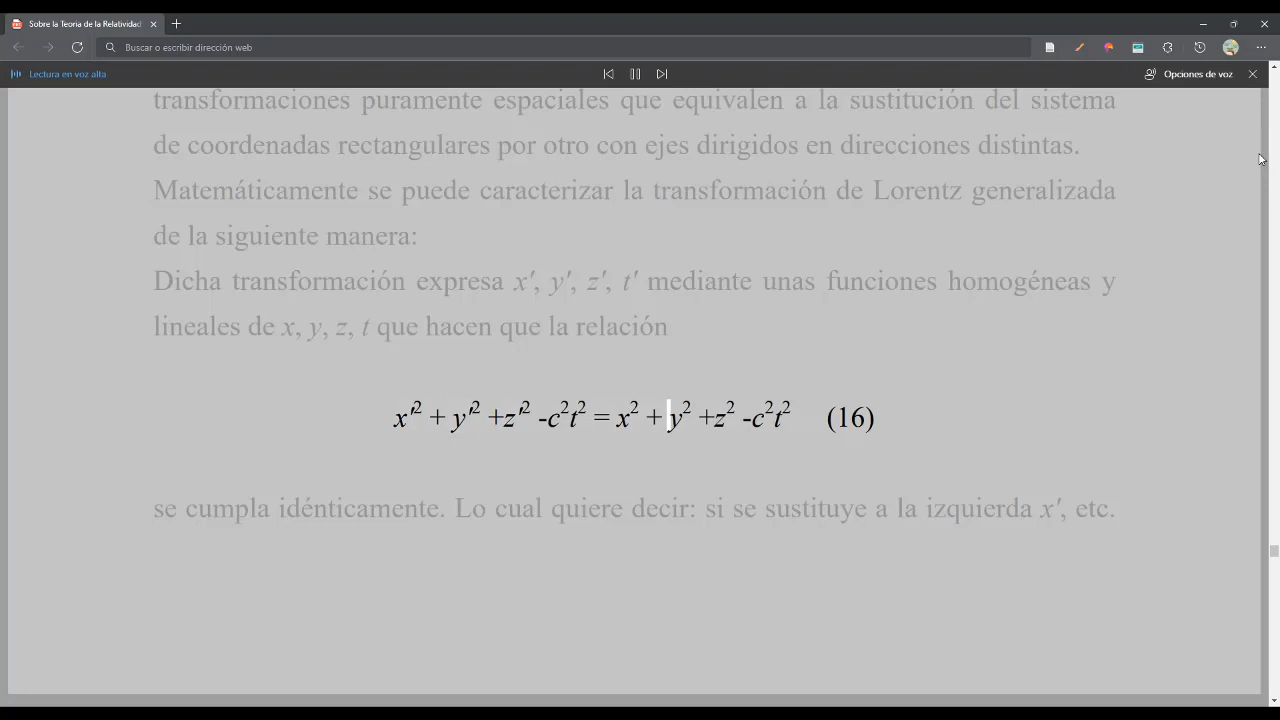 Sobre la Teoria de la Relatividad
Buscar o escribir dirección web
Lectura en voz alta
Opciones de voz
transformaciones puramente espaciales que equivalen a la sustitución del sistema
de coordenadas rectangulares por otro con ejes dirigidos en direcciones distintas.
Matemáticamente se puede caracterizar la transformación de Lorentz generalizada
de la siguiente manera:
Dicha transformación expresa x′, y′, z′, t′ mediante unas funciones homogéneas y
lineales de x, y, z, t que hacen que la relación
x′² + y′² +z′² -c²t² = x² + y² +z² -c²t² (16)
se cumpla idénticamente. Lo cual quiere decir: si se sustituye a la izquierda x′, etc.